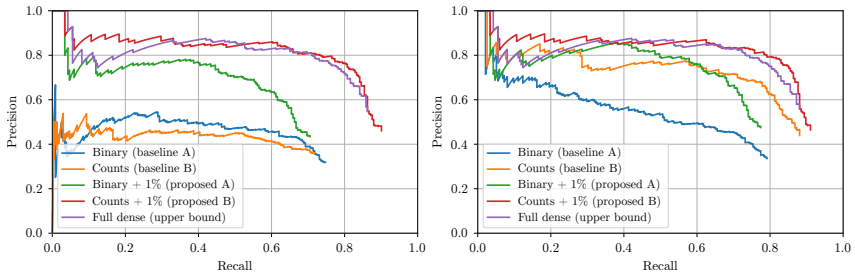 1.0
0.8
0.6
0.4
0.2
0.0
Precision
Binary (baseline A)
Counts (baseline B)
Binary + 1% (proposed A)
Counts + 1% (proposed B)
Full dense (upper bound)
0.0 0.2 0.4 0.6 0.8 1.0
Recall
1.0
0.8
0.6
0.4
0.2
0.0
Precision
Binary (baseline A)
Counts (baseline B)
Binary + 1% (proposed A)
Counts + 1% (proposed B)
Full dense (upper bound)
0.0 0.2 0.4 0.6 0.8 1.0
Recall